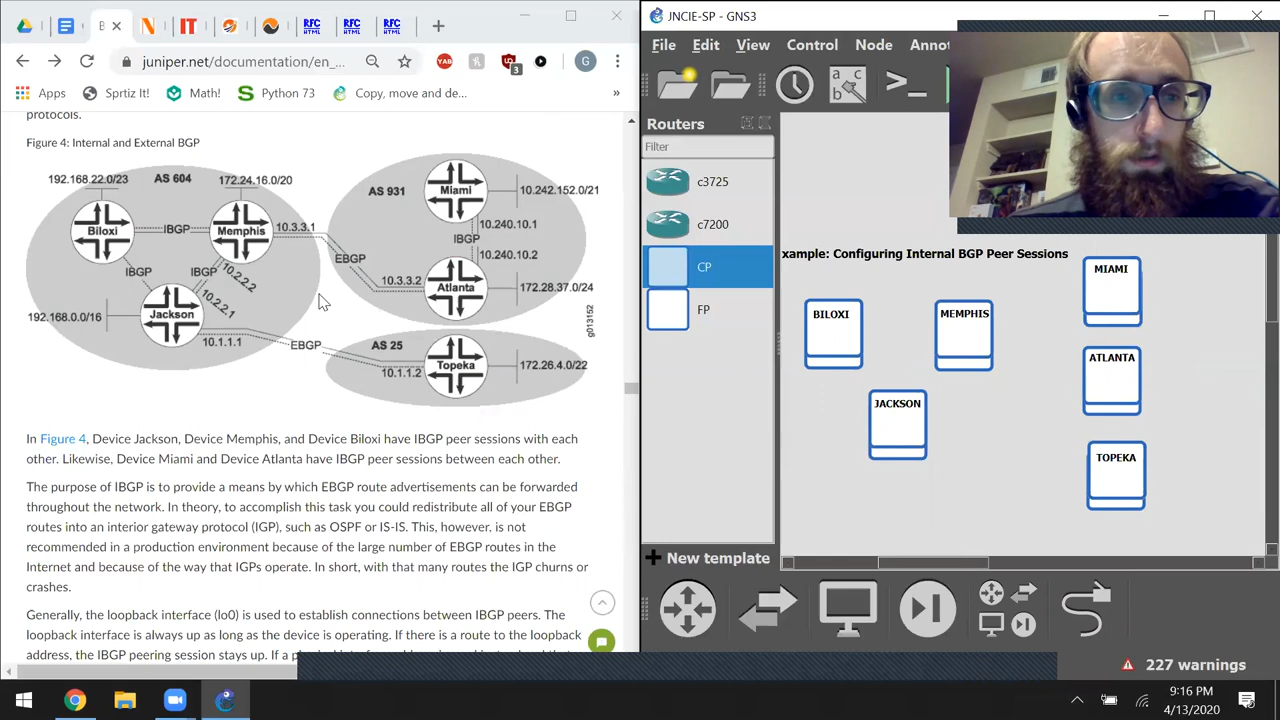 B
N
IT
RFC
HTML
RFC
HTML
RFC
HTML
juniper.net/documentation/en_...
YAB
3
G
Apps
Sprtiz It!
Math
Python 73
Copy, move and de...
»
protocols.
Figure 4: Internal and External BGP
192.168.22.0/23
AS 604
172.24.16.0/20
AS 931
Miami
10.242.152.0/21
Biloxi
IBGP
Memphis
10.3.3.1
10.240.10.1
IBGP
EBGP
10.240.10.2
IBGP
IBGP
10.2.2.2
10.3.3.2
Atlanta
172.28.37.0/24
10.2.2.1
Jackson
192.168.0.0/16
10.1.1.1
EBGP
AS 25
Topeka
10.1.1.2
172.26.4.0/22
g013152
In Figure 4, Device Jackson, Device Memphis, and Device Biloxi have IBGP peer sessions with each
other. Likewise, Device Miami and Device Atlanta have IBGP peer sessions between each other.
The purpose of IBGP is to provide a means by which EBGP route advertisements can be forwarded
throughout the network. In theory, to accomplish this task you could redistribute all of your EBGP
routes into an interior gateway protocol (IGP), such as OSPF or IS-IS. This, however, is not
recommended in a production environment because of the large number of EBGP routes in the
Internet and because of the way that IGPs operate. In short, with that many routes the IGP churns or
crashes.
Generally, the loopback interface (lo0) is used to establish connections between IBGP peers. The
loopback interface is always up as long as the device is operating. If there is a route to the loopback
address, the IBGP peering session stays up. If a
JNCIE-SP - GNS3
File Edit View Control Node Annot
a b
c
Routers
Filter
c3725
c7200
CP
FP
New template
xample: Configuring Internal BGP Peer Sessions
MIAMI
BILOXI
MEMPHIS
ATLANTA
JACKSON
TOPEKA
227 warnings
9:16 PM
4/13/2020